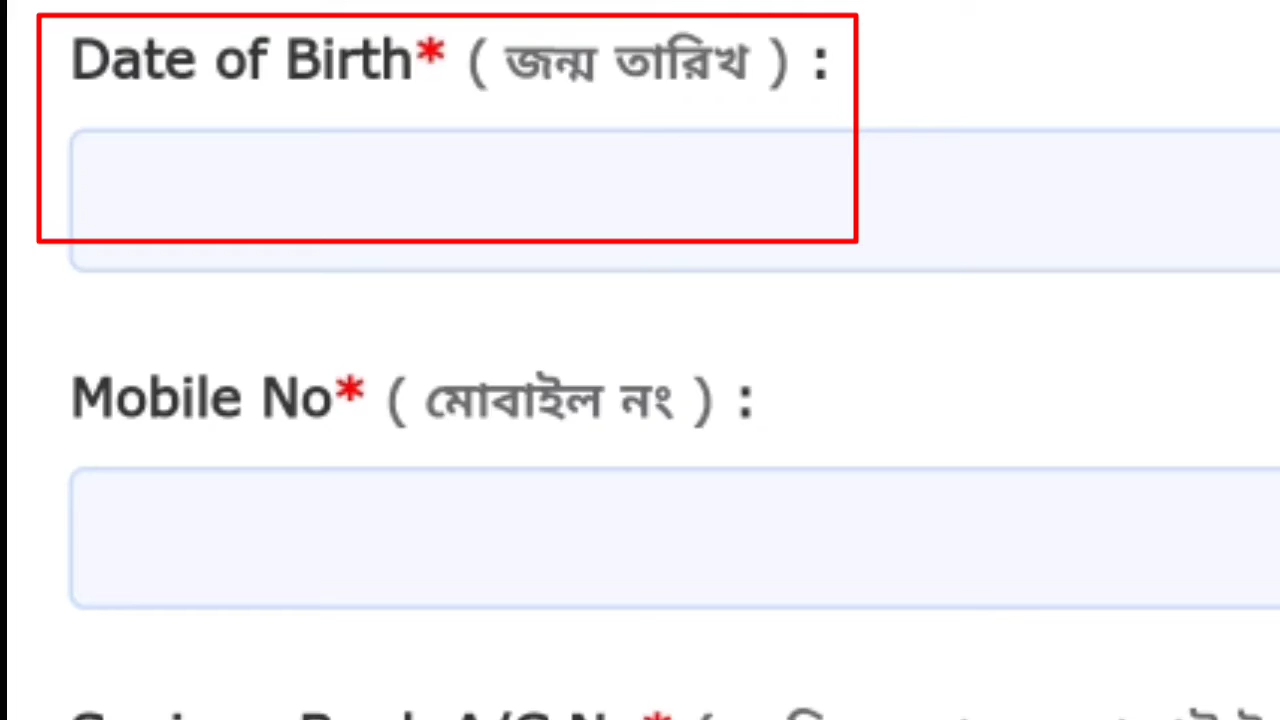 Date of Birth* ( জন্ম তারিখ ) :
Mobile No* ( মোবাইল নং ) :